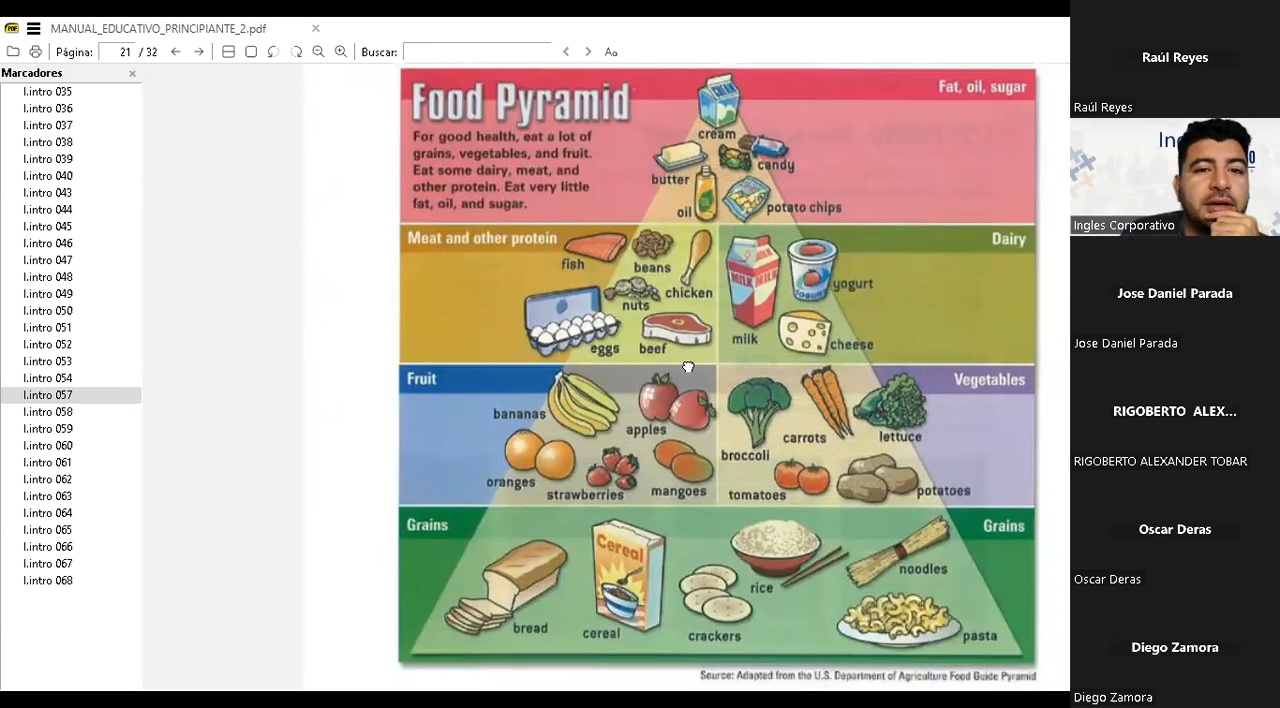 MANUAL_EDUCATIVO_PRINCIPIANTE_2.pdf
Página: 21 / 32
Buscar:
Aa
Marcadores
I.intro 035
I.intro 036
I.intro 037
I.intro 038
I.intro 039
I.intro 040
I.intro 043
I.intro 044
I.intro 045
I.intro 046
I.intro 047
I.intro 048
I.intro 049
I.intro 050
I.intro 051
I.intro 052
I.intro 053
I.intro 054
I.intro 057
I.intro 058
I.intro 059
I.intro 060
I.intro 061
I.intro 062
I.intro 063
I.intro 064
I.intro 065
I.intro 066
I.intro 067
I.intro 068
Food Pyramid
For good health, eat a lot of
grains, vegetables, and fruit.
Eat some dairy, meat, and
other protein. Eat very little
fat, oil, and sugar.
Fat, oil, sugar
CREAM
cream
butter
candy
oil
potato chips
Meat and other protein
fish
beans
chicken
nuts
eggs
beef
Dairy
MILK
YOGURT
yogurt
milk
cheese
Fruit
bananas
apples
oranges
strawberries
mangoes
Vegetables
broccoli
carrots
lettuce
tomatoes
potatoes
Grains
Grains
Cereal
bread
cereal
crackers
rice
noodles
pasta
Source: Adapted from the U.S. Department of Agriculture Food Guide Pyramid
Raúl Reyes
Raúl Reyes
Ingles Corporativo
Jose Daniel Parada
Jose Daniel Parada
RIGOBERTO ALEX...
RIGOBERTO ALEXANDER TOBAR
Oscar Deras
Oscar Deras
Diego Zamora
Diego Zamora